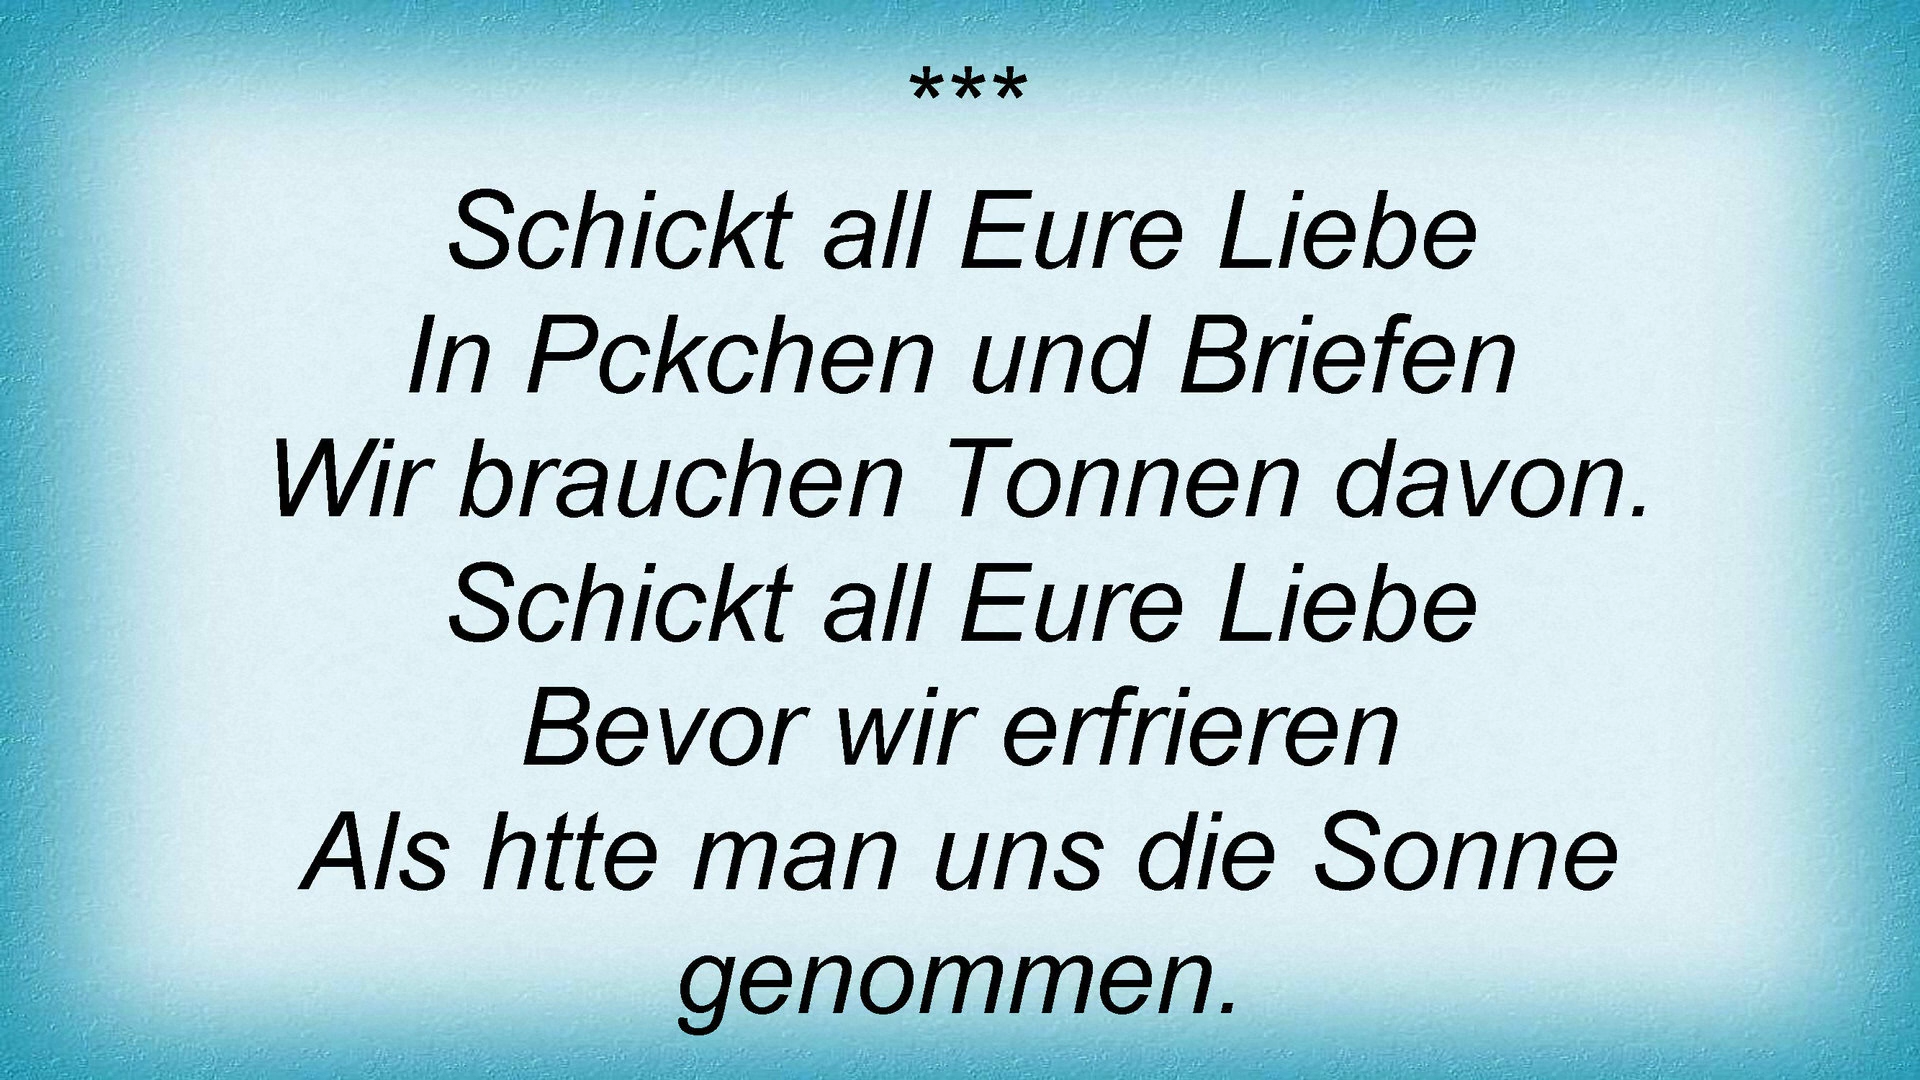 ***
Schickt all Eure Liebe
In Pckchen und Briefen
Wir brauchen Tonnen davon.
Schickt all Eure Liebe
Bevor wir erfrieren
Als htte man uns die Sonne
genommen.